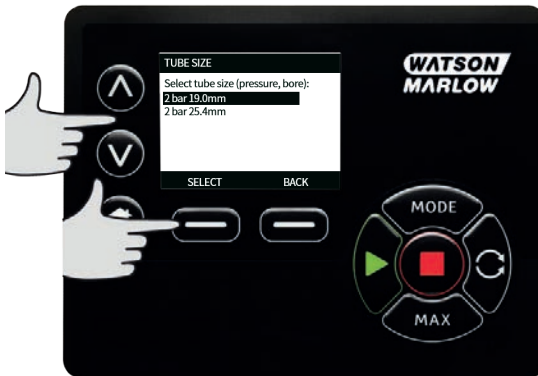 TUBE SIZE
Select tube size (pressure, bore):
2 bar 19.0mm
2 bar 25.4mm
SELECT BACK
WATSON
MARLOW
MODE
MAX